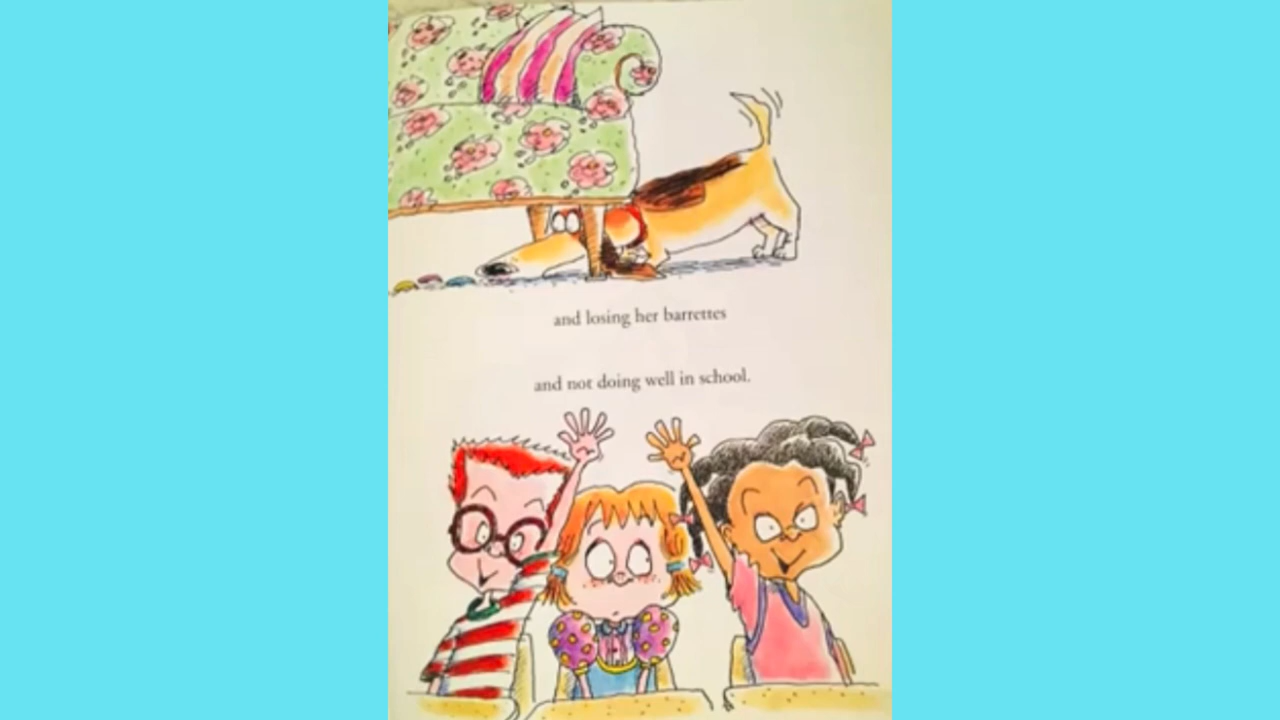 and losing her barrettes
and not doing well in school.